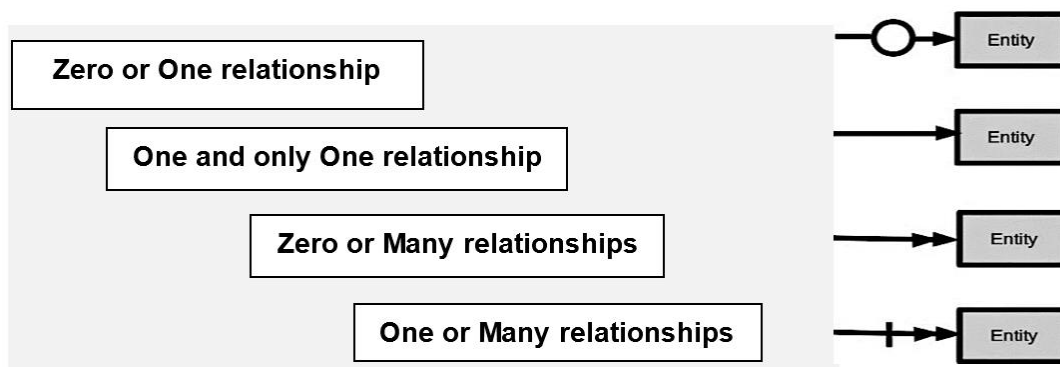 Entity
Zero or One relationship
Entity
One and only One relationship
Entity
Zero or Many relationships
Entity
One or Many relationships